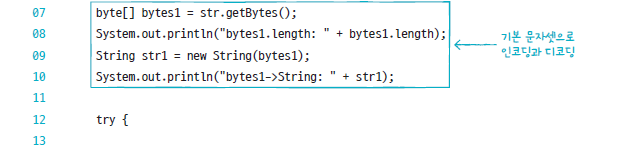 07 byte[] bytes1 = str.getBytes();
08 System.out.println("bytes1.length: " + bytes1.length);
09 String str1 = new String(bytes1);
10 System.out.println("bytes1->String: " + str1);
기본 문자셋으로
인코딩과 디코딩
11
12 try {
13